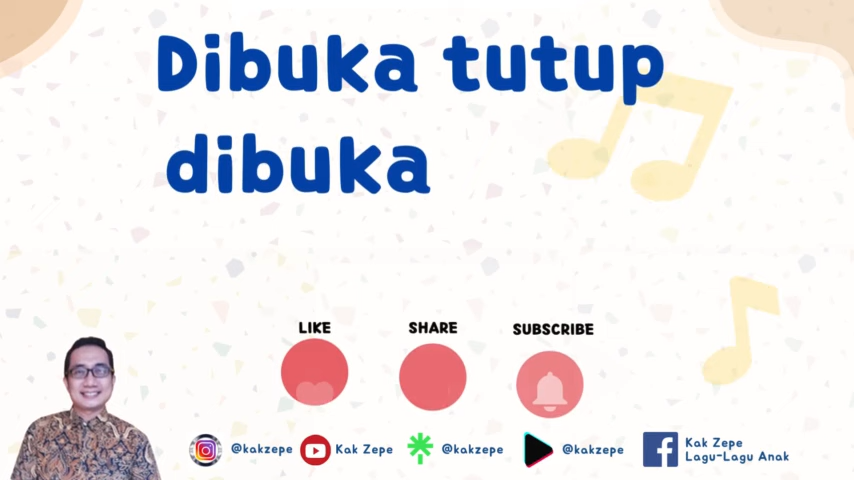 Dibuka tutup
dibuka
LIKE
SHARE
SUBSCRIBE
@kakzepe
Kak Zepe
@kakzepe
@kakzepe
Kak Zepe
Lagu-Lagu Anak